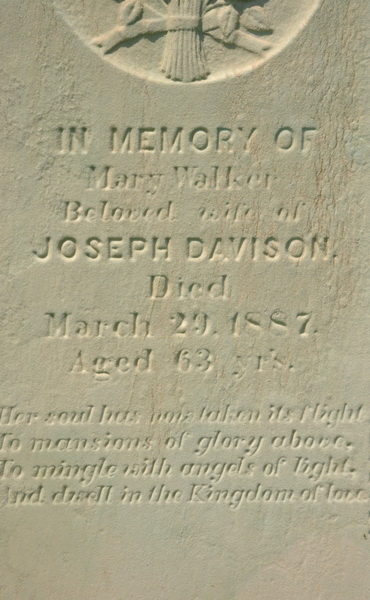 IN MEMORY OF
Mary Walker
Beloved wife of
JOSEPH DAVISON.
Died
March 29. 1887.
Aged 63 yr's.
Her soul has now taken its flight
To mansions of glory above.
To mingle with angels of light.
And dwell in the Kingdom of love